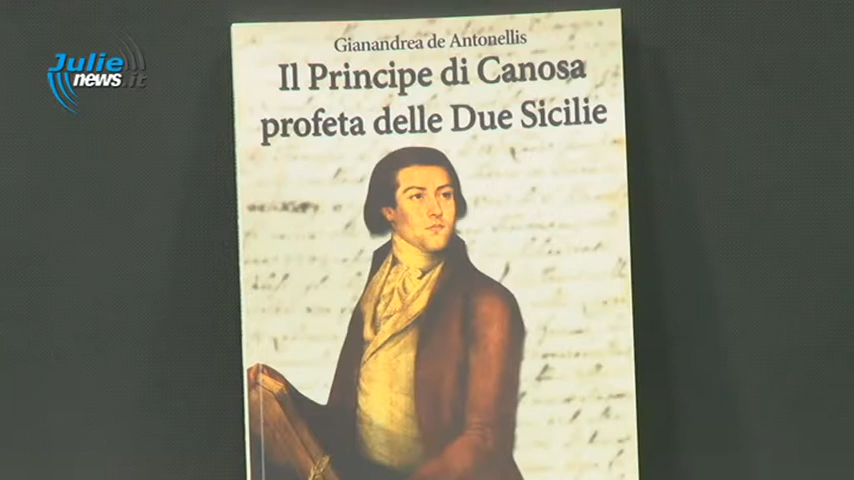 Julie
news.it
Gianandrea de Antonellis
Il Principe di Canosa
profeta delle Due Sicilie